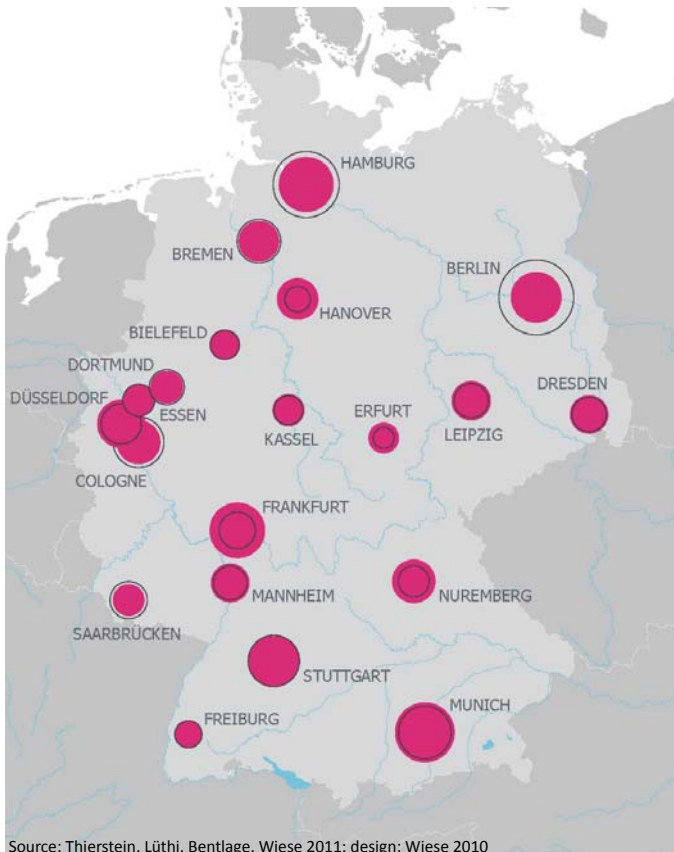 HAMBURG
BREMEN
BERLIN
HANOVER
BIELEFELD
DORTMUND
DÜSSELDORF
ESSEN
DRESDEN
KASSEL
ERFURT
LEIPZIG
COLOGNE
FRANKFURT
MANNHEIM
NUREMBERG
SAARBRÜCKEN
STUTTGART
MUNICH
FREIBURG
Source: Thierstein, Lüthi, Bentlage, Wiese 2011; design: Wiese 2010